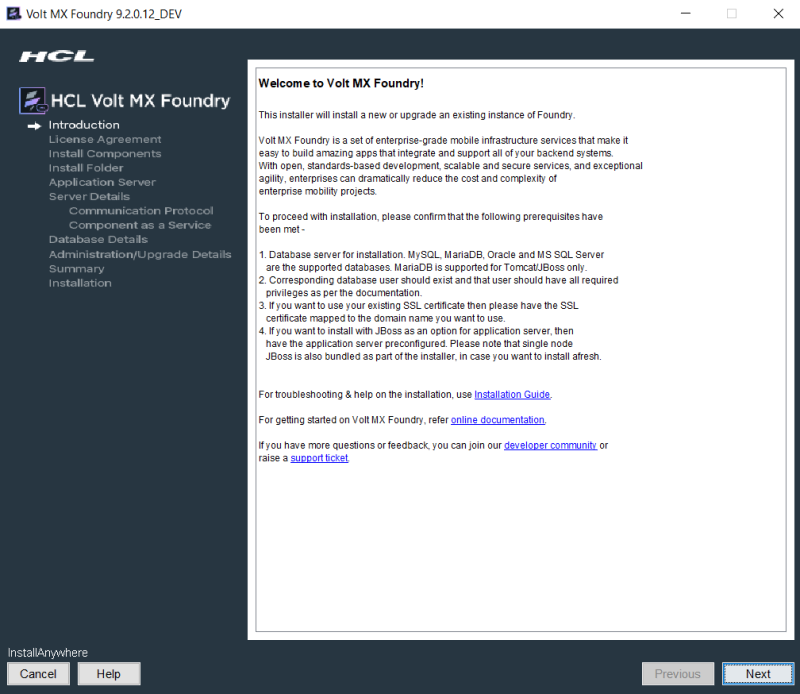 Volt MX Foundry 9.2.0.12_DEV
HCL
HCL Volt MX Foundry
Introduction
License Agreement
Install Components
Install Folder
Application Server
Server Details
Communication Protocol
Component as a Service
Database Details
Administration/Upgrade Details
Summary
Installation
Welcome to Volt MX Foundry!
This installer will install a new or upgrade an existing instance of Foundry.
Volt MX Foundry is a set of enterprise-grade mobile infrastructure services that make it
easy to build amazing apps that integrate and support all of your backend systems.
With open, standards-based development, scalable and secure services, and exceptional
agility, enterprises can dramatically reduce the cost and complexity of
enterprise mobility projects.
To proceed with installation, please confirm that the following prerequisites have
been met -
1. Database server for installation. MySQL, MariaDB, Oracle and MS SQL Server
are the supported databases. MariaDB is supported for Tomcat/JBoss only.
2. Corresponding database user should exist and that user should have all required
privileges as per the documentation.
3. If you want to use your existing SSL certificate then please have the SSL
certificate mapped to the domain name you want to use.
4. If you want to install with JBoss as an option for application server, then
have the application server preconfigured. Please note that single node
JBoss is also bundled as part of the installer, in case you want to install afresh.
For troubleshooting & help on the installation, use Installation Guide.
For getting started on Volt MX Foundry, refer online documentation.
If you have more questions or feedback, you can join our developer community or
raise a support ticket.
InstallAnywhere
Cancel
Help
Previous
Next